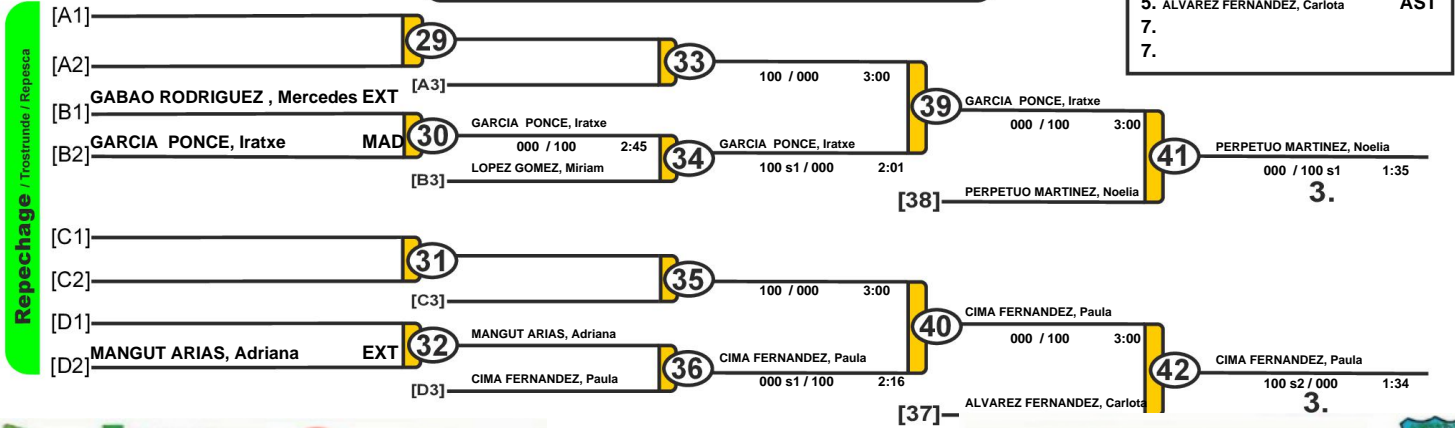 5. ALVAREZ FERNANDEZ, Carlota AST
7.
7.
Repechage / Trostrunde / Repesca
[A1]
29
[A2]
[A3]
33
100 / 000 3:00
[B1] GABAO RODRIGUEZ , Mercedes EXT
30
[B2] GARCIA PONCE, Iratxe MAD
GARCIA PONCE, Iratxe
000 / 100 2:45
LOPEZ GOMEZ, Miriam
[B3]
34
GARCIA PONCE, Iratxe
100 s1 / 000 2:01
39
GARCIA PONCE, Iratxe
000 / 100 3:00
[38] PERPETUO MARTINEZ, Noelia
41
PERPETUO MARTINEZ, Noelia
000 / 100 s1 1:35
3.
[C1]
31
[C2]
[C3]
35
100 / 000 3:00
[D1]
32
[D2] MANGUT ARIAS, Adriana EXT
MANGUT ARIAS, Adriana
[D3] CIMA FERNANDEZ, Paula
36
CIMA FERNANDEZ, Paula
000 s1 / 100 2:16
40
CIMA FERNANDEZ, Paula
000 / 100 3:00
[37] ALVAREZ FERNANDEZ, Carlota
42
CIMA FERNANDEZ, Paula
100 s2 / 000 1:34
3.